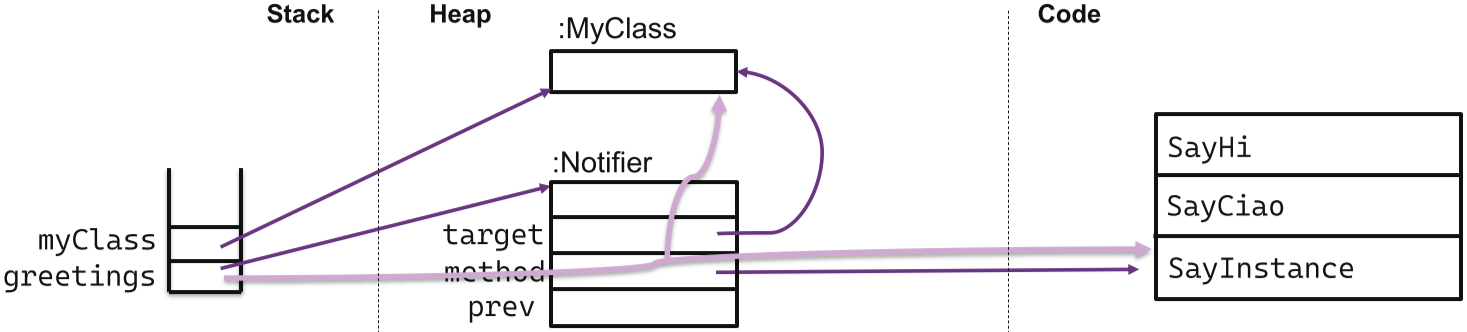 Stack
Heap
Code
:MyClass
SayHi
:Notifier
SayCiao
myClass
target
greetings
method
SayInstance
prev